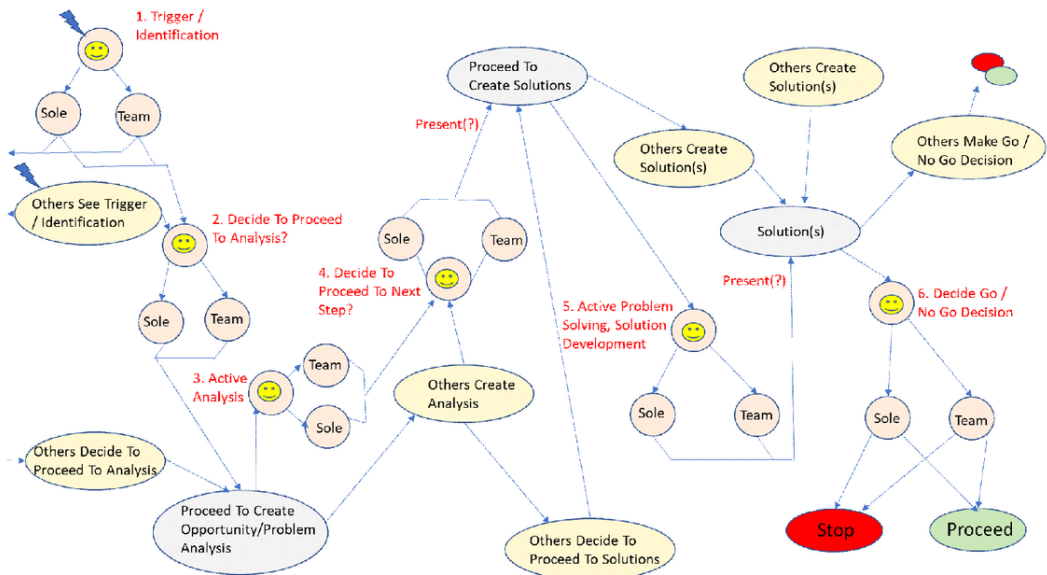 1. Trigger /
Identification
Sole
Team
Others See Trigger
/ Identification
2. Decide To Proceed
To Analysis?
Sole
Team
3. Active
Analysis
Team
Sole
Others Decide To
Proceed To Analysis
Proceed To Create
Opportunity/Problem
Analysis
4. Decide To
Proceed To Next
Step?
Sole
Team
Others Create
Analysis
Others Decide To
Proceed To Solutions
Present(?)
Proceed To
Create Solutions
Others Create
Solution(s)
Others Create
Solution(s)
5. Active Problem
Solving, Solution
Development
Sole
Team
Present(?)
Solution(s)
Others Make Go /
No Go Decision
6. Decide Go /
No Go Decision
Sole
Team
Stop
Proceed